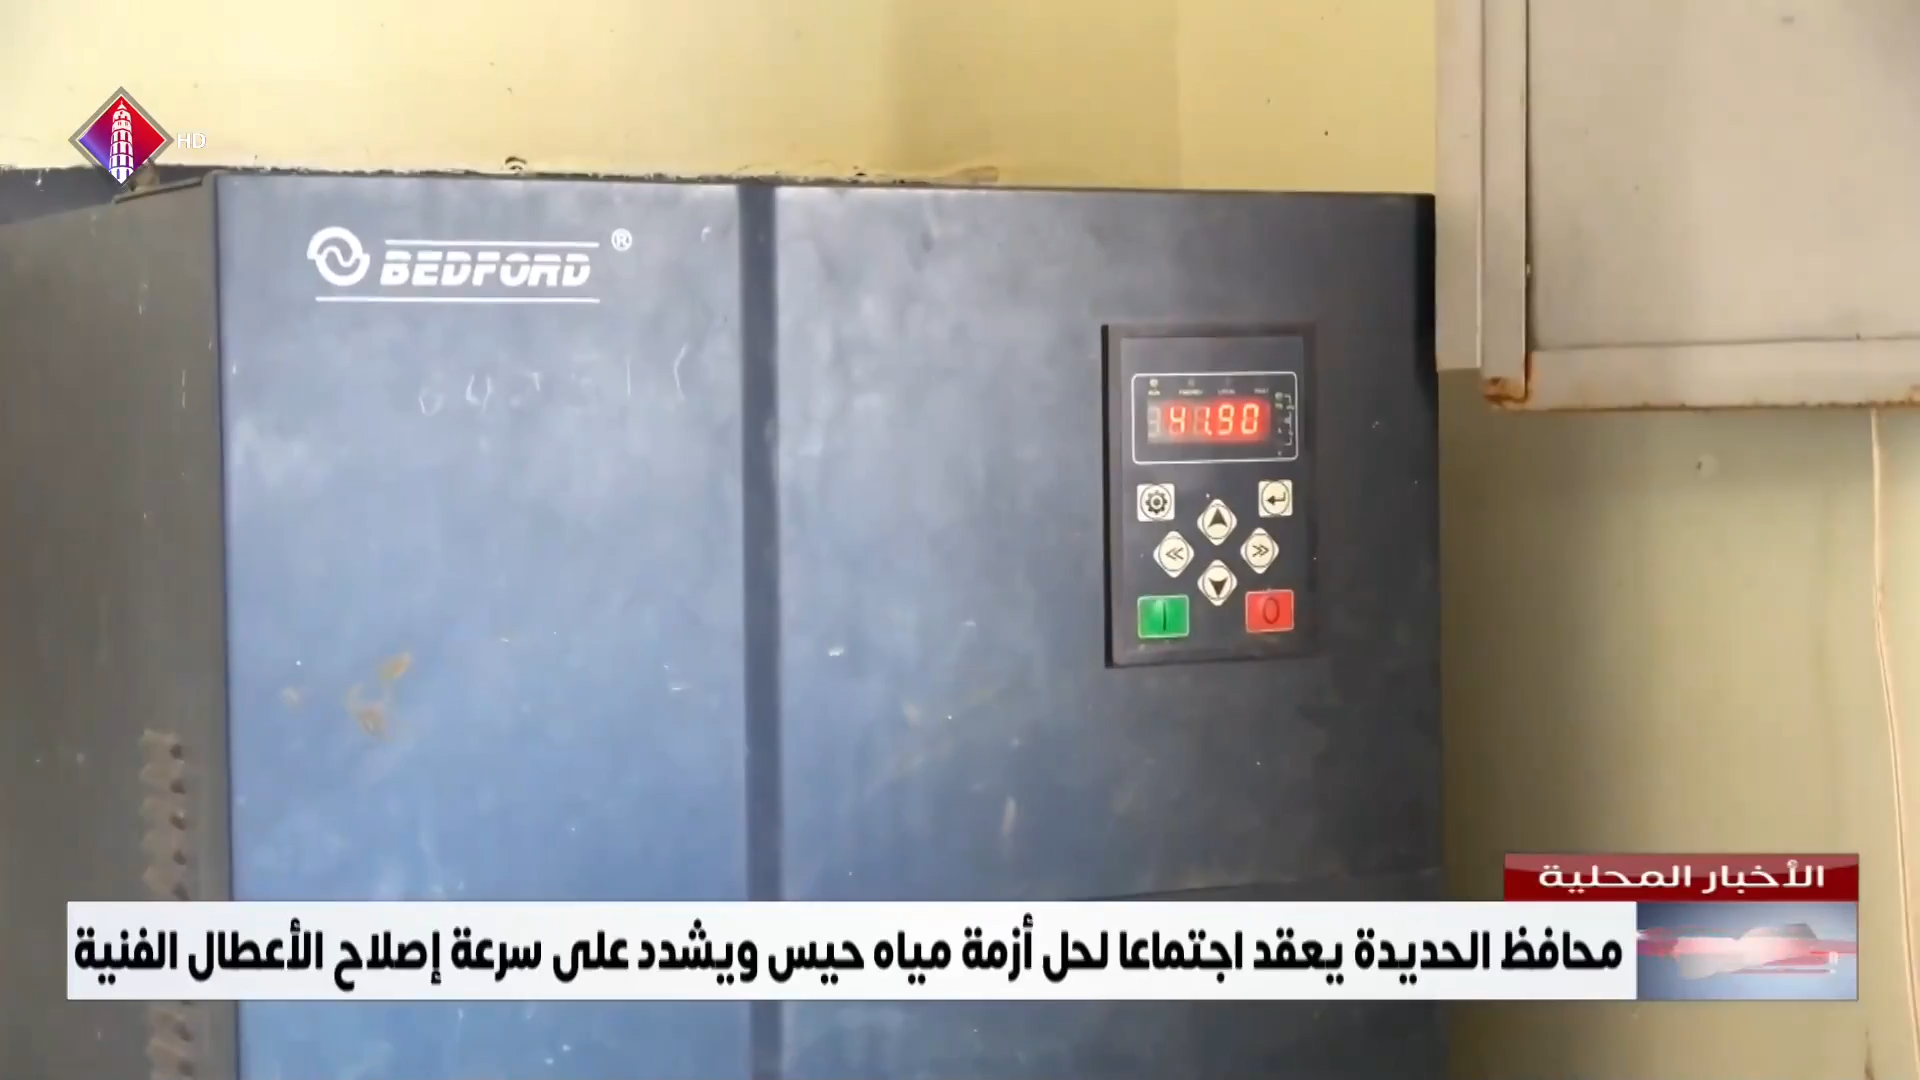 HD
BEDFORD ®
41.90
الأخبار المحلية
محافظ الحديدة يعقد اجتماعا لحل أزمة مياه حيس ويشدد على سرعة إصلاح الأعطال الفنية